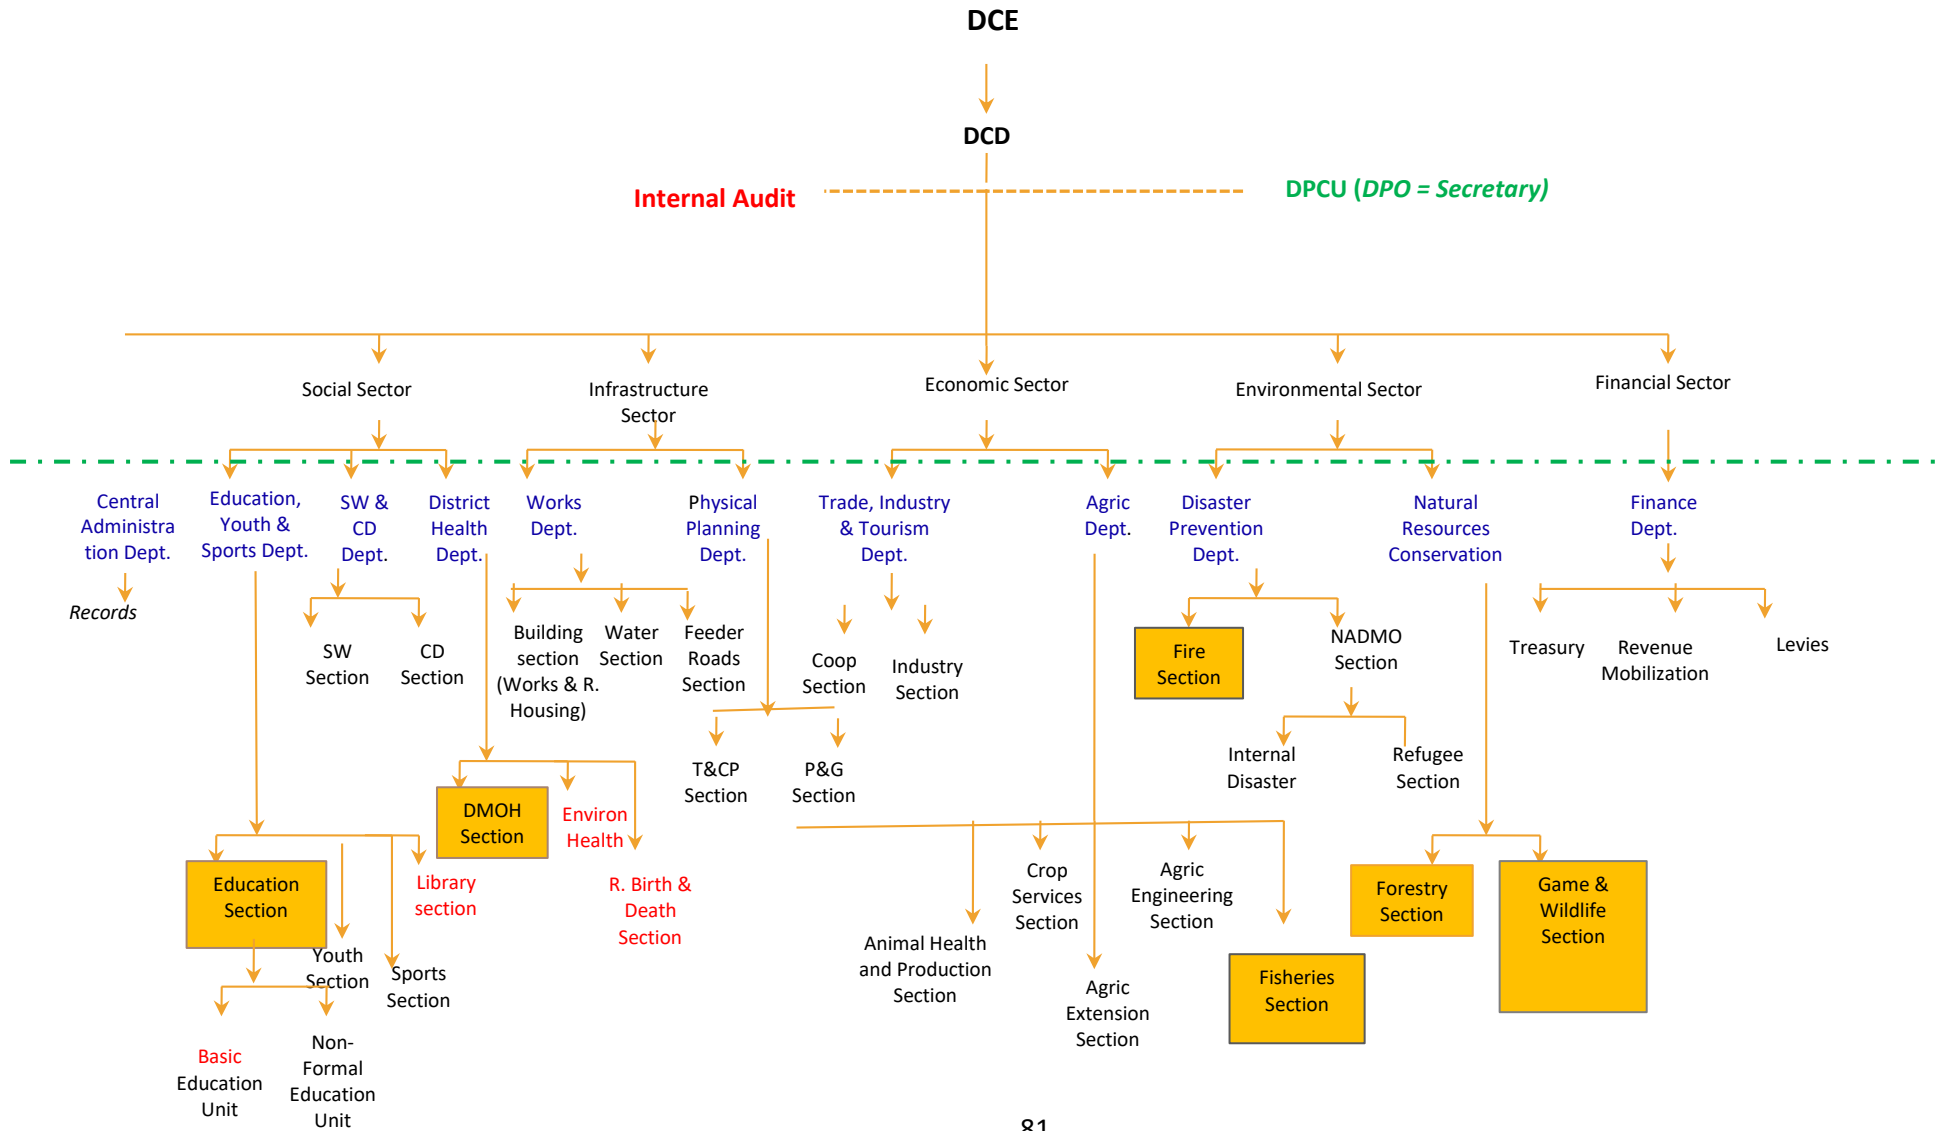 DCE
DCD
Internal Audit
DPCU (DPO = Secretary)
Social Sector
Infrastructure
Sector
Economic Sector
Environmental Sector
Financial Sector
Central
Administra
tion Dept.
Education,
Youth &
Sports Dept.
SW &
CD
Dept.
District
Health
Dept.
Works
Dept.
Physical
Planning
Dept.
Trade, Industry
& Tourism
Dept.
Agric
Dept.
Disaster
Prevention
Dept.
Natural
Resources
Conservation
Finance
Dept.
Records
SW
Section
CD
Section
Building
section
(Works & R.
Housing)
Water
Section
Feeder
Roads
Section
Coop
Section
Industry
Section
Fire
Section
NADMO
Section
Treasury
Revenue
Mobilization
Levies
T&CP
Section
P&G
Section
Internal
Disaster
Refugee
Section
DMOH
Section
Environ
Health
R. Birth &
Death
Section
Education
Section
Library
section
Youth
Section
Sports
Section
Crop
Services
Section
Agric
Engineering
Section
Animal Health
and Production
Section
Agric
Extension
Section
Fisheries
Section
Forestry
Section
Game &
Wildlife
Section
Basic
Education
Unit
Non-
Formal
Education
Unit
81